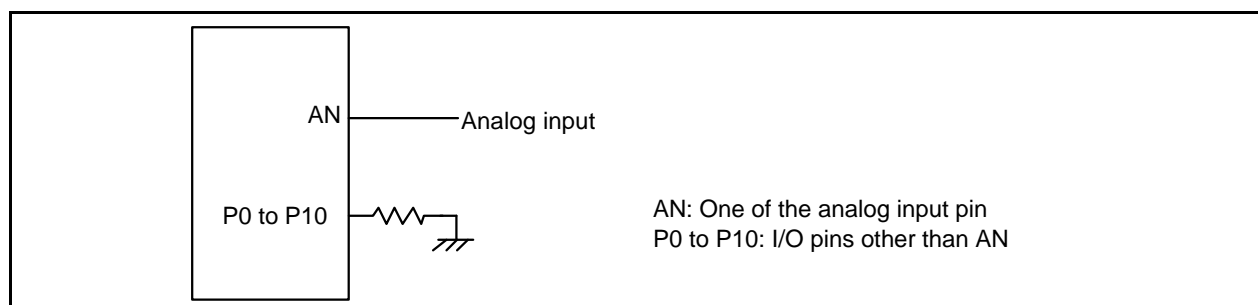 AN
Analog input
P0 to P10
AN: One of the analog input pin
P0 to P10: I/O pins other than AN